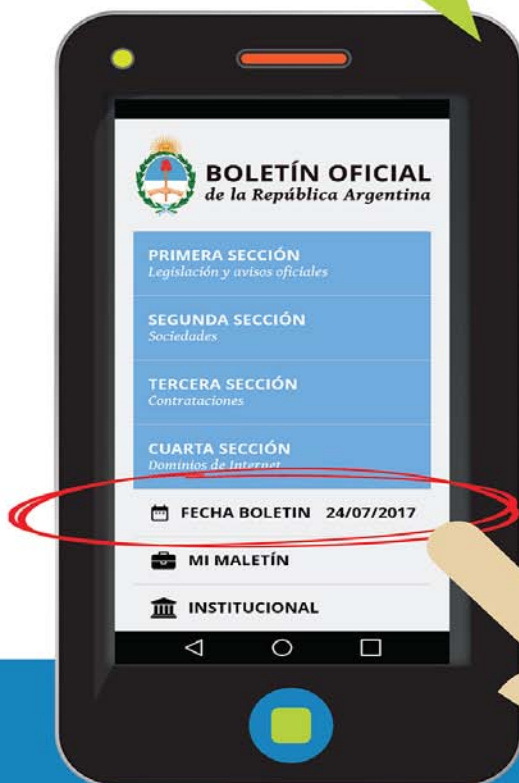 BOLETÍN OFICIAL
de la República Argentina
PRIMERA SECCIÓN
Legislación y avisos oficiales
SEGUNDA SECCIÓN
Sociedades
TERCERA SECCIÓN
Contrataciones
CUARTA SECCIÓN
Dominios de Internet
FECHA BOLETIN 24/07/2017
MI MALETÍN
INSTITUCIONAL